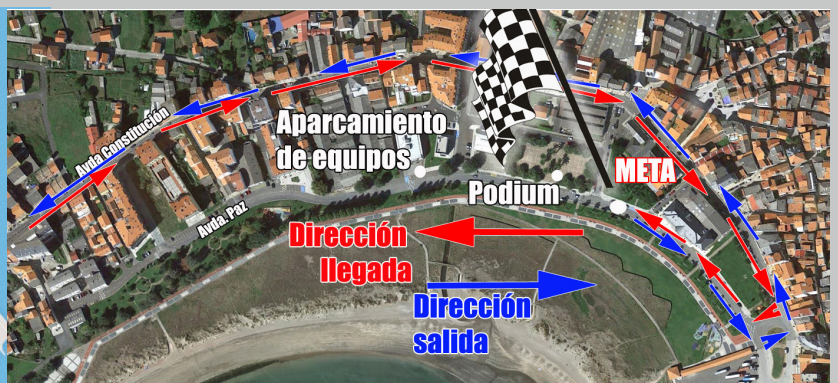 Avda Constitución
Aparcamiento
de equipos
META
Podium
Avda. Paz
Dirección
llegada
Dirección
salida